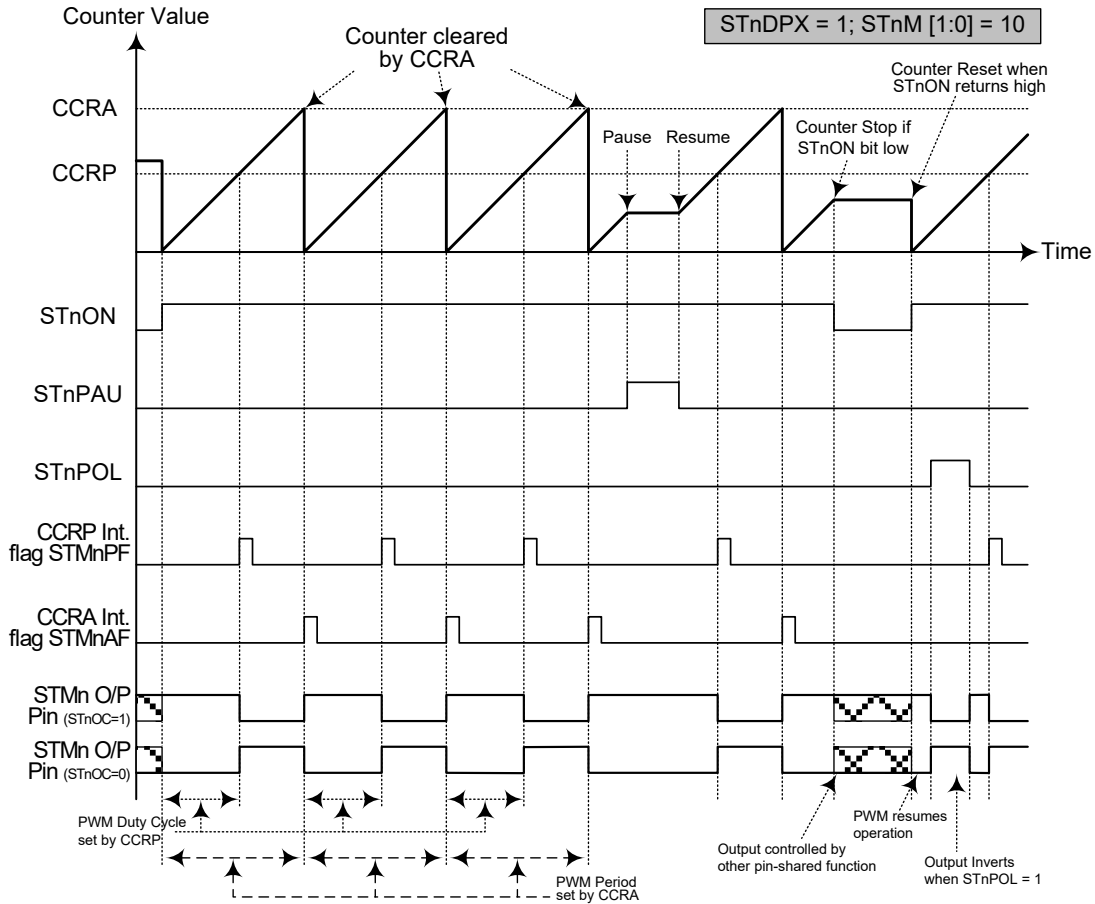 Counter Value
STnDPX = 1; STnM [1:0] = 10
Counter cleared
by CCRA
Counter Reset when
STnON returns high
CCRA
Pause
Resume
Counter Stop if
STnON bit low
CCRP
Time
STnON
STnPAU
STnPOL
CCRP Int.
flag STMnPF
CCRA Int.
flag STMnAF
STMn O/P
Pin (STnOC=1)
STMn O/P
Pin (STnOC=0)
PWM Duty Cycle
set by CCRP
PWM resumes
operation
Output controlled by
other pin-shared function
Output Inverts
when STnPOL = 1
PWM Period
set by CCRA